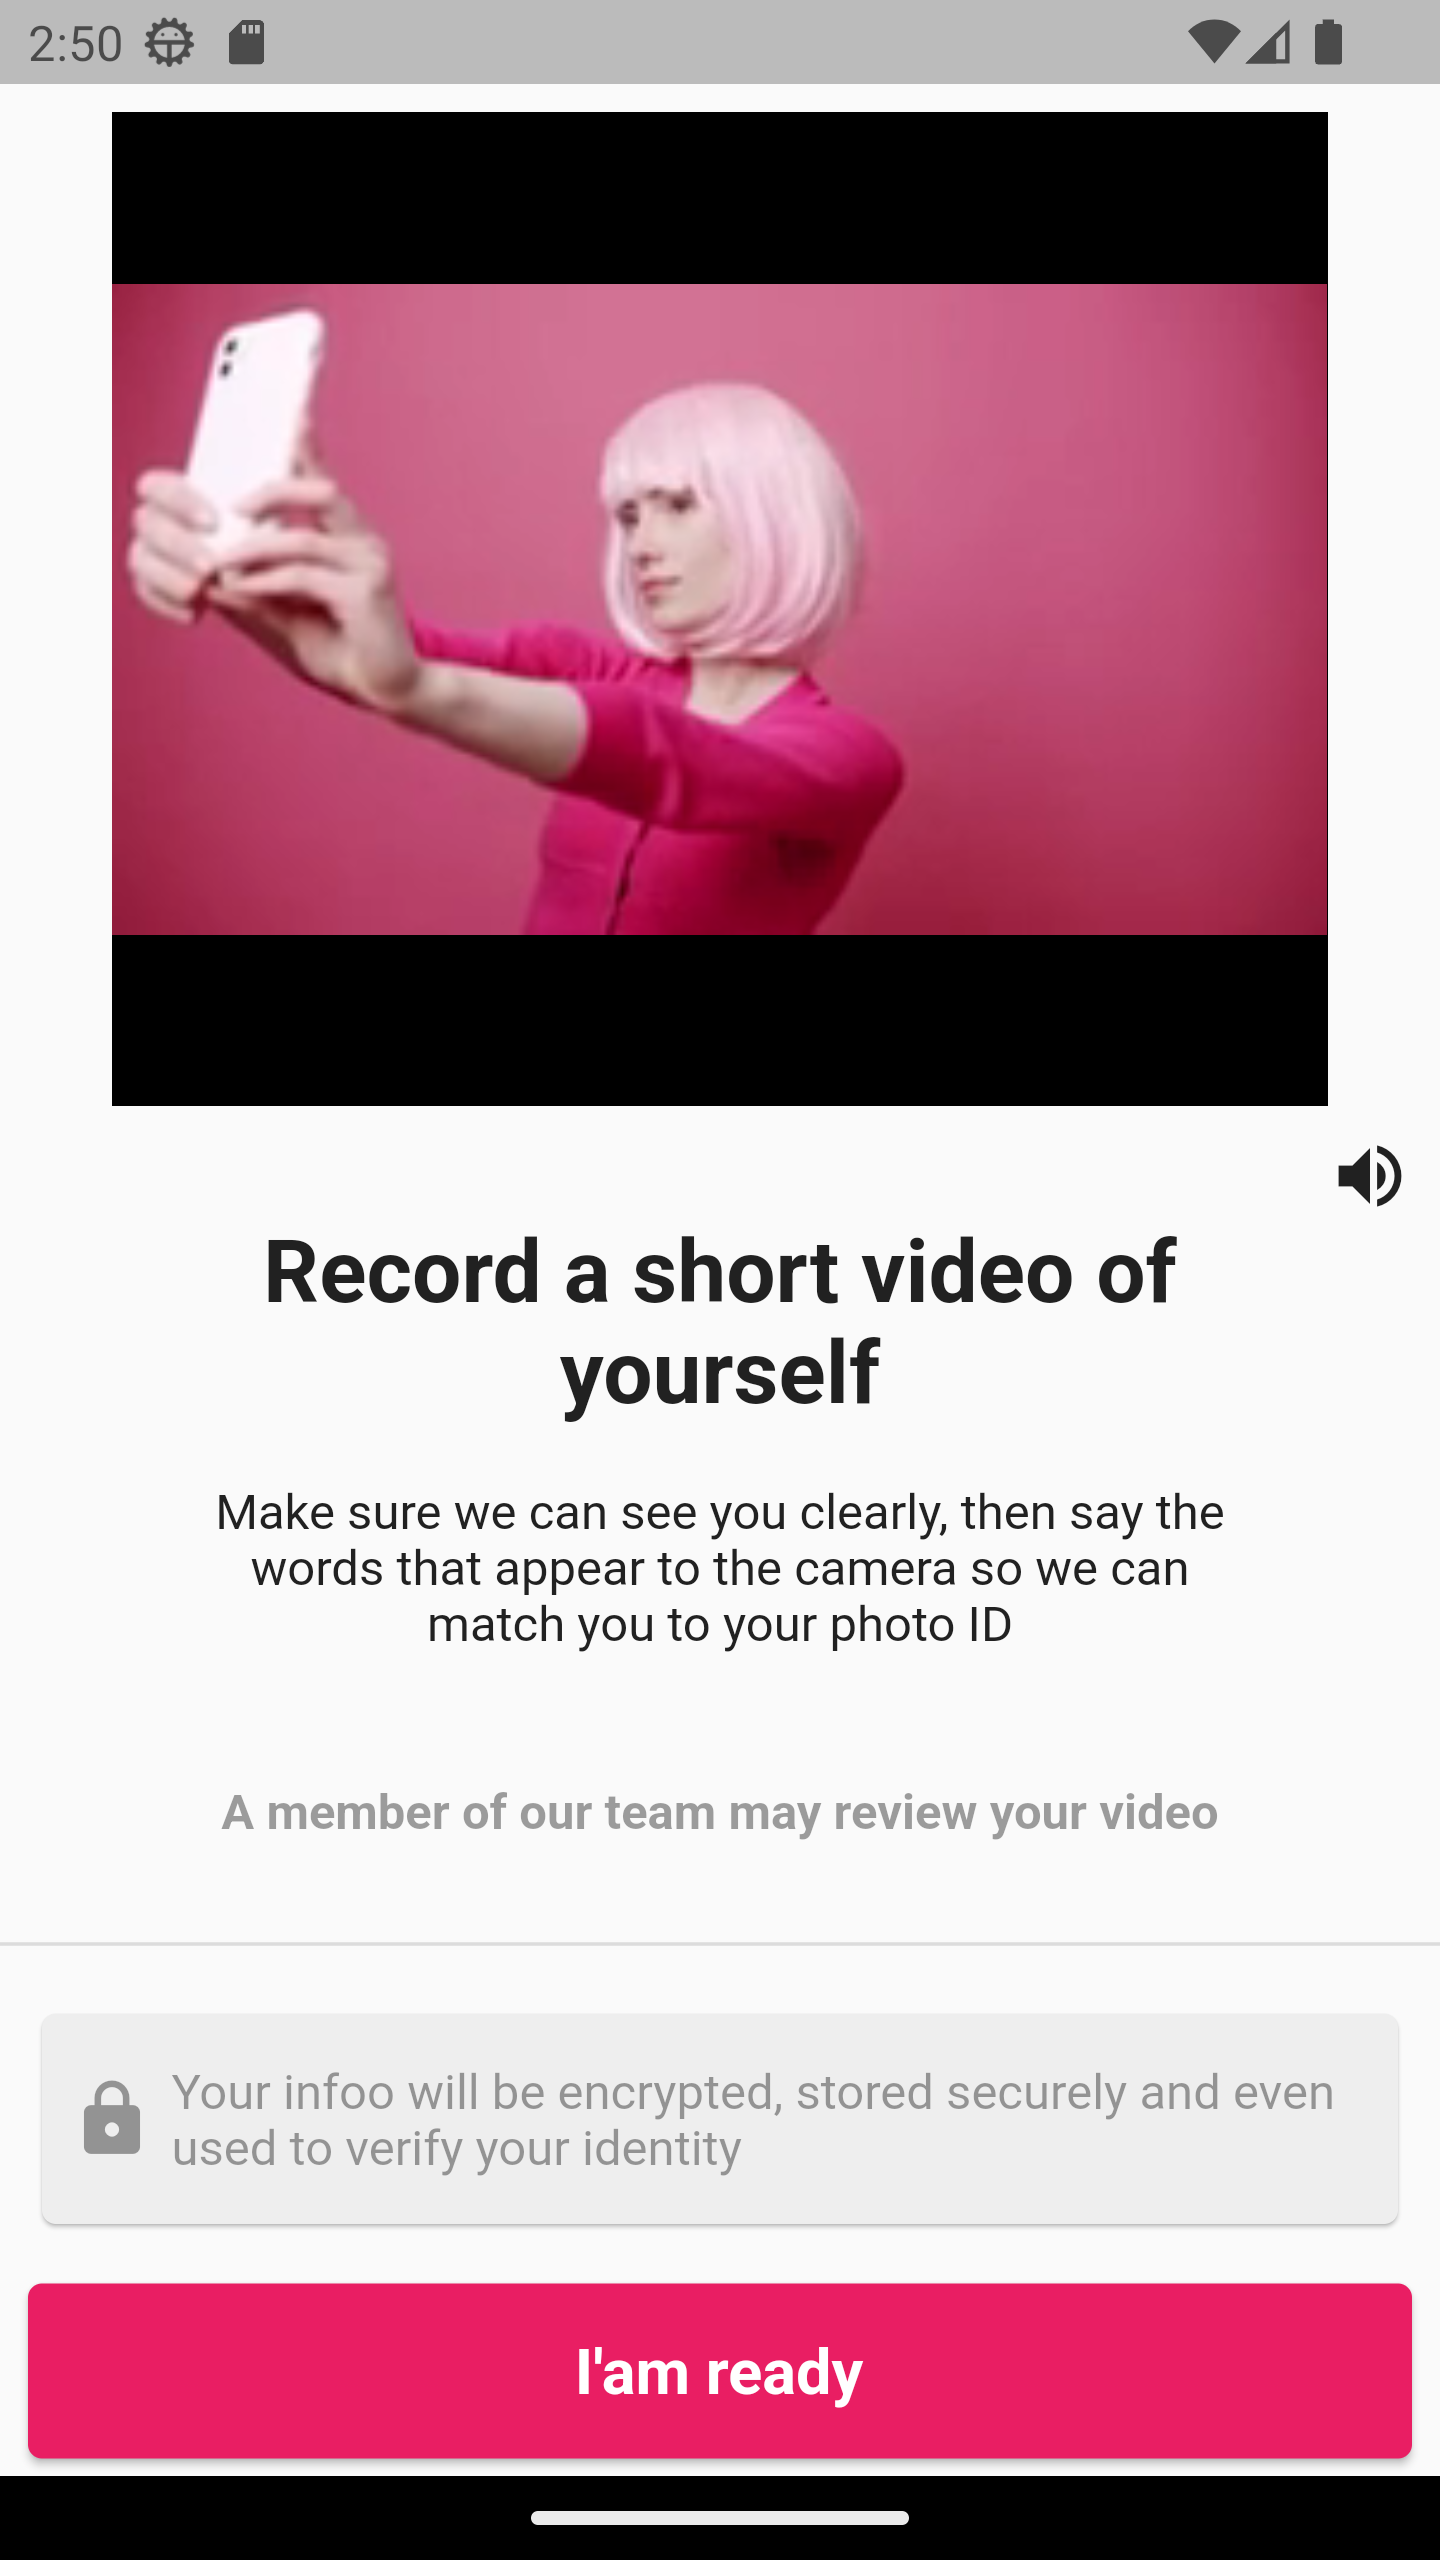 2:50
Record a short video of
yourself
Make sure we can see you clearly, then say the
words that appear to the camera so we can
match you to your photo ID
A member of our team may review your video
Your infoo will be encrypted, stored securely and even
used to verify your identity
I'am ready